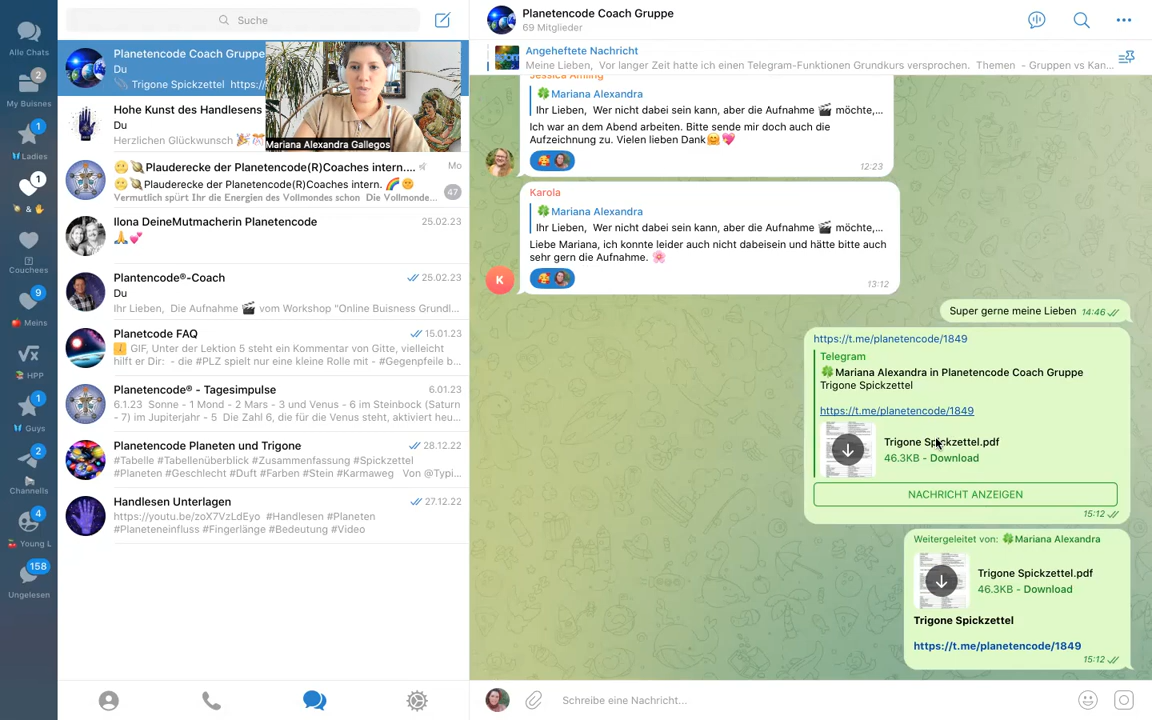 Suche
Alle Chats
2
My Buisnes
1
Ladies
1
& 
Couchees
9
Meins
HPP
1
Guys
2
Channells
4
Young L
158
Ungelesen
Planetencode Coach Gruppe
Du
Trigone Spickzettel https:/
Mariana Alexandra Gallegos
Hohe Kunst des Handlesens
Du
Herzlichen Glückwunsch
Plauderecke der Planetencode(R)Coaches intern....
Mo
Plauderecke der Planetencode(R)Coaches intern.
Vermutlich spürt Ihr die Energien des Vollmondes schon Die Vollmonde...
47
Ilona DeineMutmacherin Planetencode
25.02.23
Plantencode®-Coach
25.02.23
Du
Ihr Lieben, Die Aufnahme vom Workshop "Online Buisness Grundl...
Planetcode FAQ
15.01.23
GIF, Unter der Lektion 5 steht ein Kommentar von Gitte, vielleicht
hilft er Dir: - die #PLZ spielt nur eine kleine Rolle mit - #Gegenpfeile b...
Planetencode® - Tagesimpulse
6.01.23
6.1.23 Sonne - 1 Mond - 2 Mars - 3 und Venus - 6 im Steinbock (Saturn
- 7) im Jupiterjahr - 5 Die Zahl 6, die für die Venus steht, aktiviert heu...
Planetencode Planeten und Trigone
28.12.22
#Tabelle #Tabellenüberblick #Zusammenfassung #Spickzettel
#Planeten #Geschlecht #Duft #Farben #Stein #Karmaweg Von @Typi...
Handlesen Unterlagen
27.12.22
https://youtu.be/zoX7VzLdEyo #Handlesen #Planeten
#Planeteneinfluss #Fingerlänge #Bedeutung #Video
Planetencode Coach Gruppe
69 Mitglieder
Angeheftete Nachricht
Meine Lieben, Vor langer Zeit hatte ich einen Telegram-Funktionen Grundkurs versprochen. Themen - Gruppen vs Kan...
Jessica Amling
Mariana Alexandra
Ihr Lieben, Wer nicht dabei sein kann, aber die Aufnahme möchte,...
Ich war an dem Abend arbeiten. Bitte sende mir doch auch die
Aufzeichnung zu. Vielen lieben Dank
12:23
Karola
Mariana Alexandra
Ihr Lieben, Wer nicht dabei sein kann, aber die Aufnahme möchte,...
Liebe Mariana, ich konnte leider auch nicht dabeisein und hätte bitte auch
sehr gern die Aufnahme.
K
13:12
Super gerne meine Lieben 14:46
https://t.me/planetencode/1849
Telegram
Mariana Alexandra in Planetencode Coach Gruppe
Trigone Spickzettel
https://t.me/planetencode/1849
Trigone Spickzettel.pdf
46.3KB - Download
NACHRICHT ANZEIGEN
15:12
Weitergeleitet von: Mariana Alexandra
Trigone Spickzettel.pdf
46.3KB - Download
Trigone Spickzettel
https://t.me/planetencode/1849
15:12
Schreibe eine Nachricht...